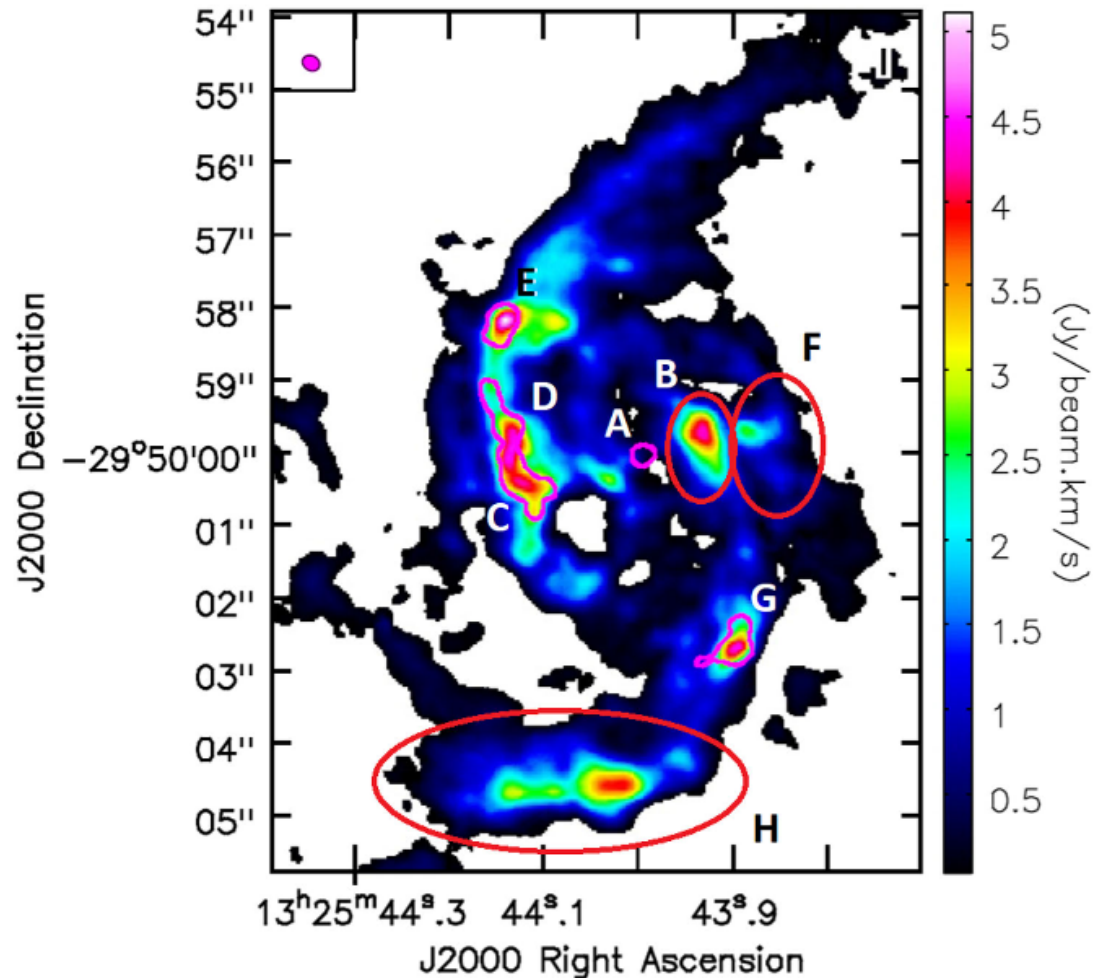 54"
55"
56"
57"
58"
59"
−29°50'00"
01"
02"
03"
04"
05"
J2000 Declination
13ʰ25ᵐ44ˢ.3
44ˢ.1
43ˢ.9
J2000 Right Ascension
I
E
D
C
A
B
F
G
H
5
4.5
4
3.5
3
2.5
2
1.5
1
0.5
(Jy/beam.km/s)